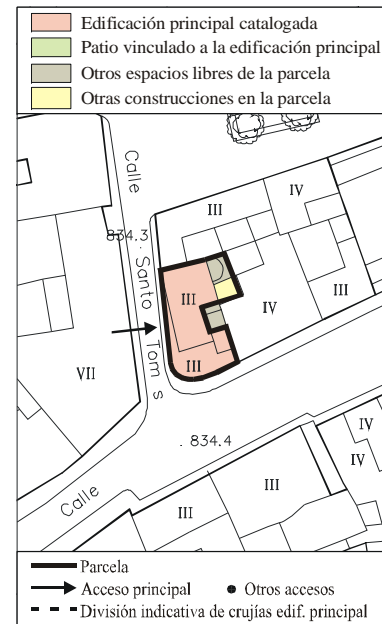 Edificación principal catalogada
Patio vinculado a la edificación principal
Otros espacios libres de la parcela
Otras construcciones en la parcela
Calle
834.3
Santo
Tom s
III
IV
III
III
IV
III
VII
834.4
IV
IV
III
III
Calle
Parcela
Acceso principal
Otros accesos
División indicativa de crujías edif. principal